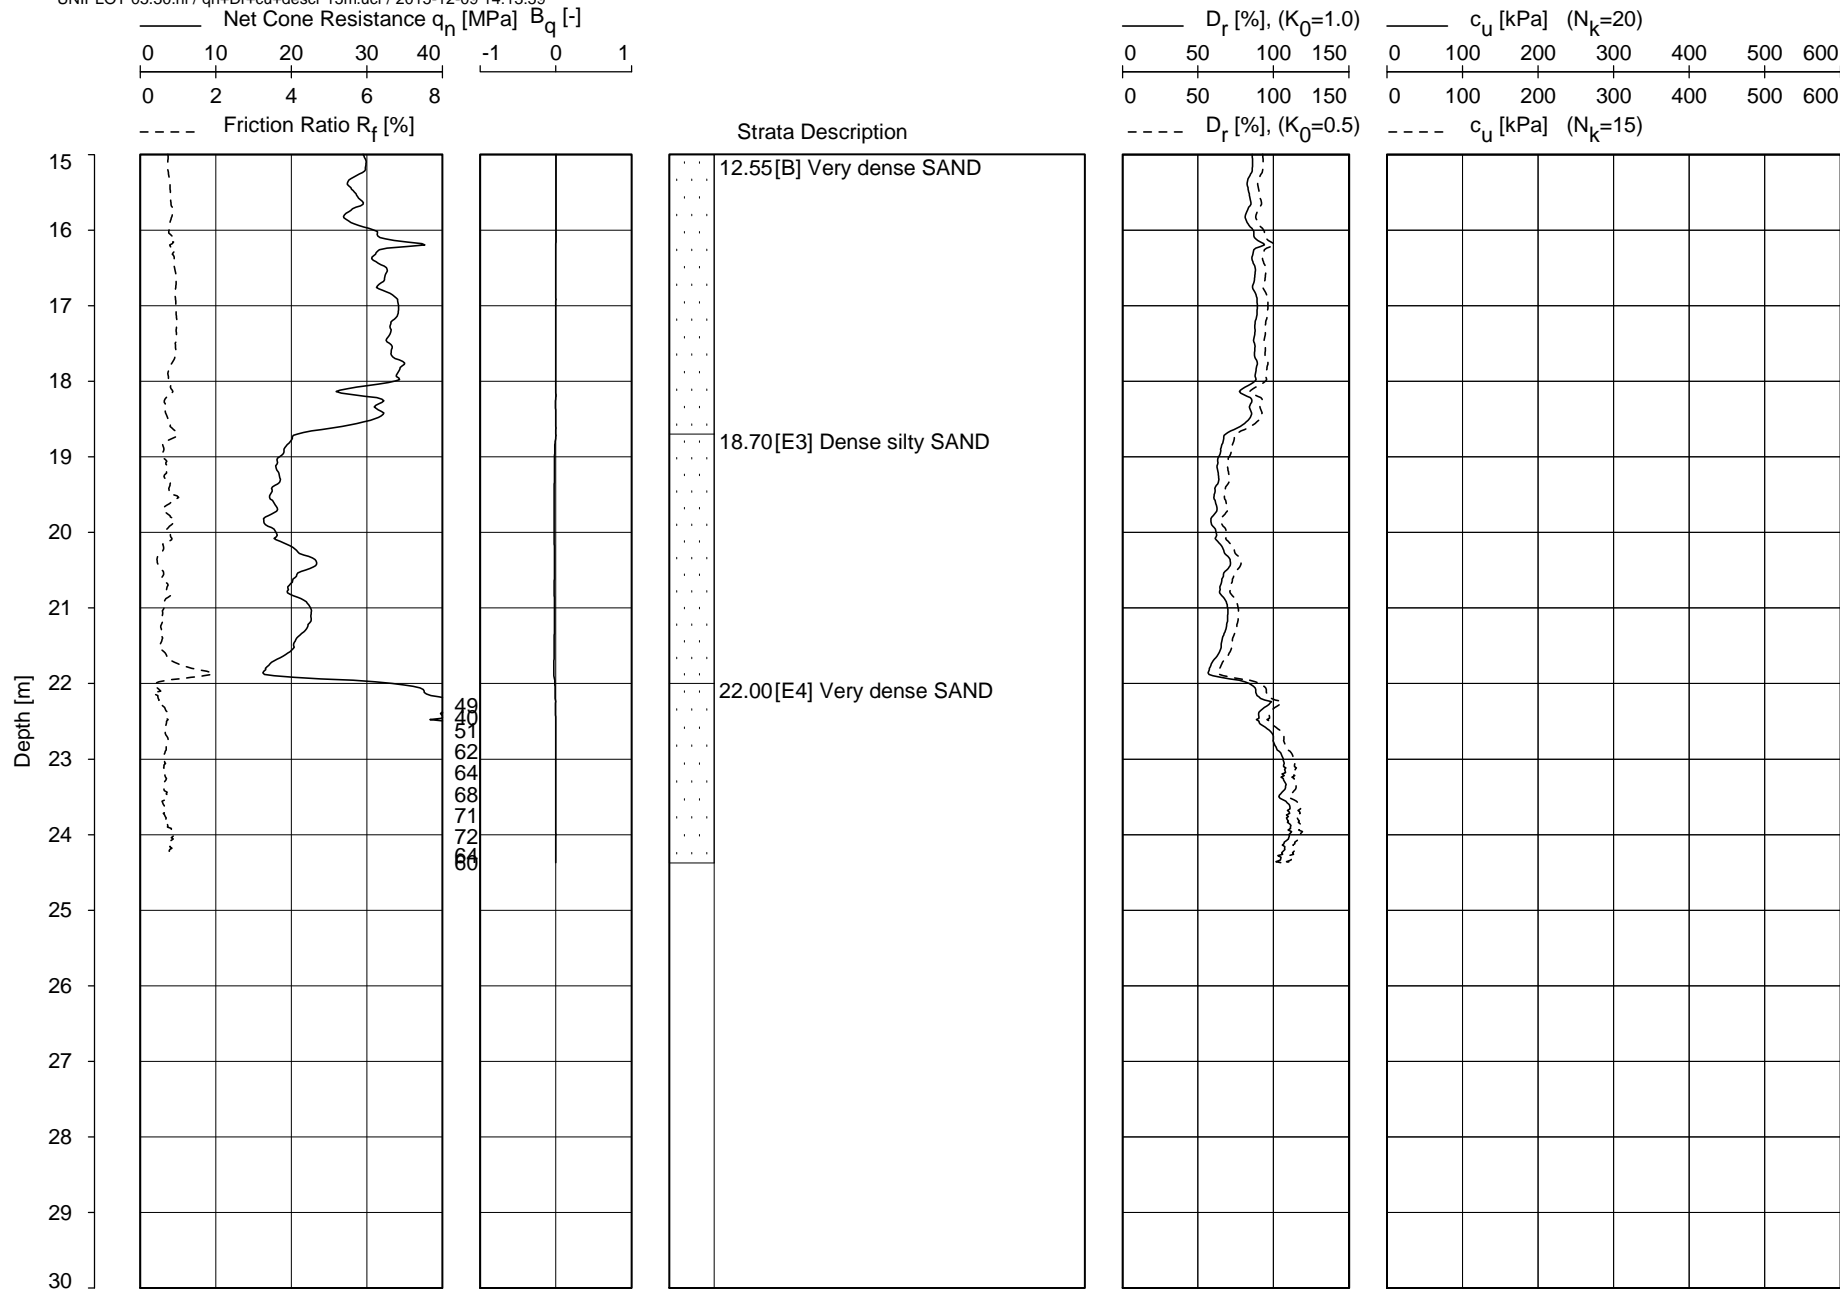 Net Cone Resistance qn [MPa] Bq [-] Dr [%], (K0=1.0) cu [kPa] (Nk=20)
0 10 20 30 40 -1 0 1 0 50 100 150 0 100 200 300 400 500 600
0 2 4 6 8 0 50 100 150 0 100 200 300 400 500 600
Friction Ratio Rf [%] Strata Description Dr [%], (K0=0.5) cu [kPa] (Nk=15)
15 12.55[B] Very dense SAND
16
17
18
18.70[E3] Dense silty SAND
19
20
21
Depth [m]
22 22.00[E4] Very dense SAND
49
40
51
62
23
64
68
71
24 72
64
60
25
26
27
28
29
30